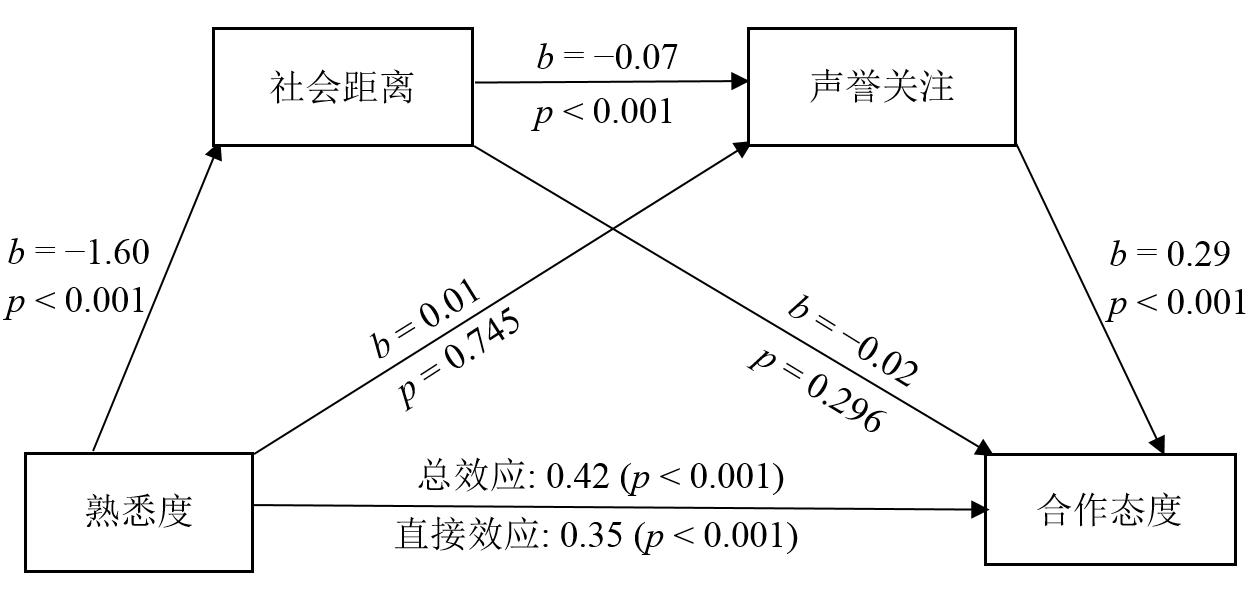 社会距离
b = −0.07
p < 0.001
声誉关注
b = −1.60
p < 0.001
b = 0.01
p = 0.745
b = −0.02
p = 0.296
b = 0.29
p < 0.001
熟悉度
总效应: 0.42 (p < 0.001)
直接效应: 0.35 (p < 0.001)
合作态度